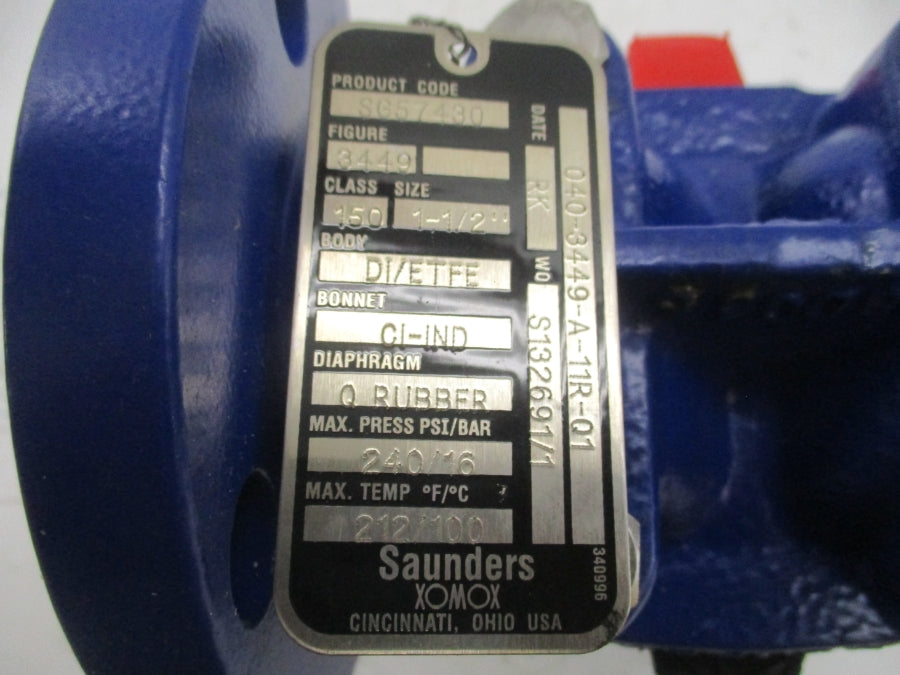 PRODUCT CODE
SG57430
FIGURE
3449
CLASS SIZE
150 1-1/2"
BODY
DI/ETFE
BONNET
CI-IND
DIAPHRAGM
Q RUBBER
MAX. PRESS PSI/BAR
240/16
MAX. TEMP °F/°C
212/100
DATE
RK
WO
S132691/1
040-3449-A-11R-Q1
340996
Saunders
XOMOX
CINCINNATI, OHIO USA